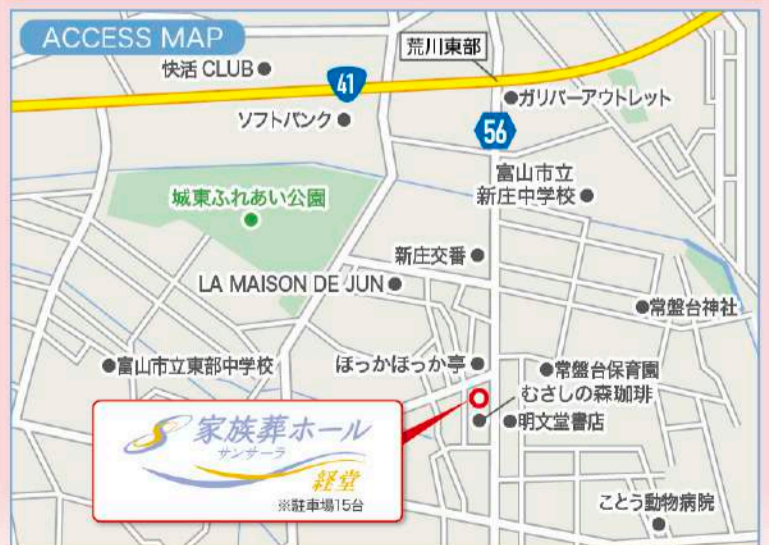 ACCESS MAP
荒川東部
快活 CLUB
41
ガリバーアウトレット
ソフトバンク
56
富山市立
新庄中学校
城東ふれあい公園
新庄交番
LA MAISON DE JUN
常盤台神社
富山市立東部中学校
ほっかほっか亭
常盤台保育園
むさしの森珈琲
明文堂書店
家族葬ホール
サンサーラ
経堂
※駐車場15台
ことう動物病院